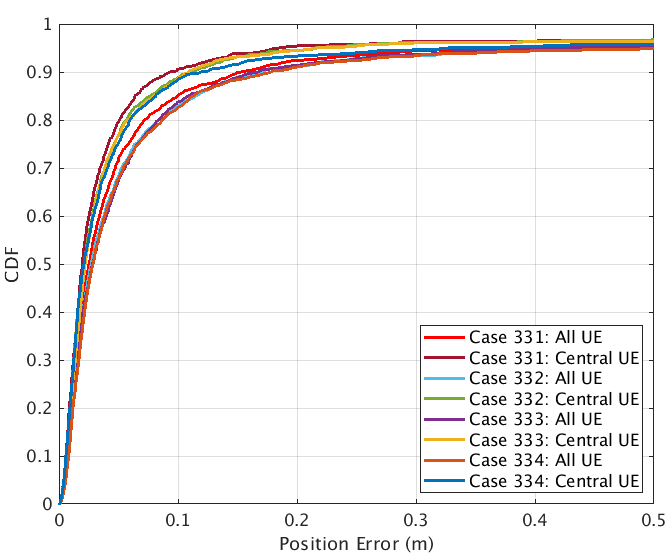 1
0.9
0.8
0.7
0.6
0.5
0.4
0.3
0.2
0.1
0
CDF
Case 331: All UE
Case 331: Central UE
Case 332: All UE
Case 332: Central UE
Case 333: All UE
Case 333: Central UE
Case 334: All UE
Case 334: Central UE
0 0.1 0.2 0.3 0.4 0.5
Position Error (m)